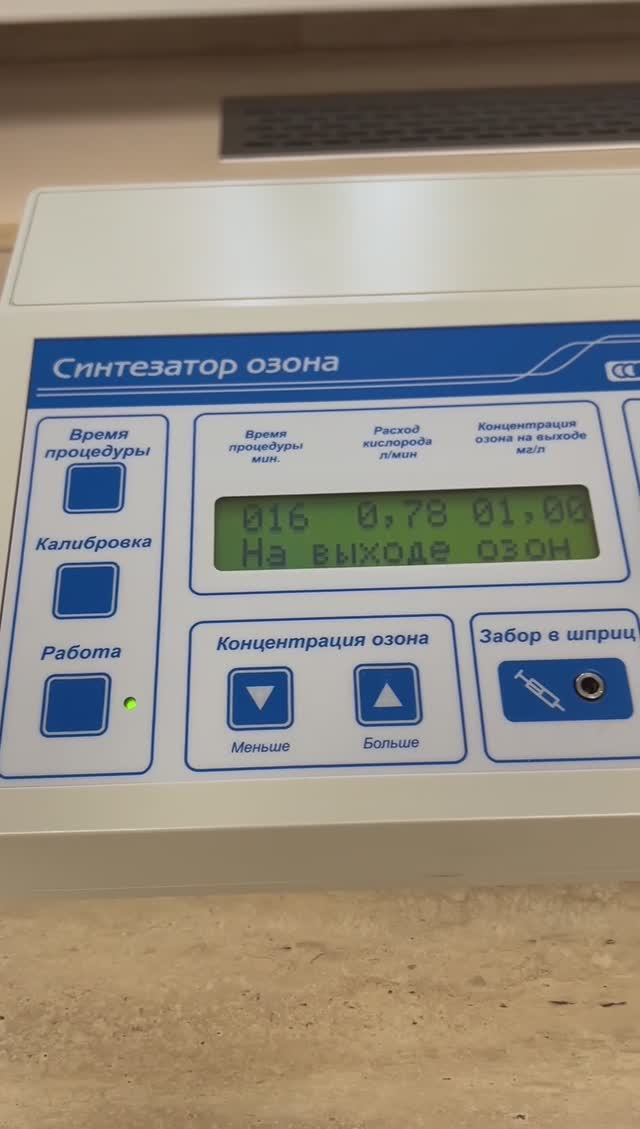 Синтезатор озона
Время
процедуры
Калибровка
Работа
Время
процедуры
мин.
Расход
кислорода
л/мин
Концентрация
озона на выходе
мг/л
016 0,78 01,00
На выходе озон
Концентрация озона
Меньше
Больше
Забор в шприц